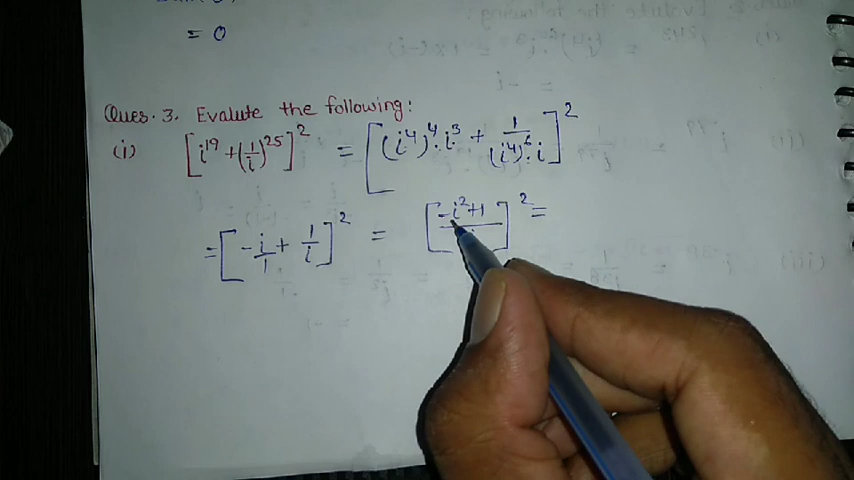 = 0
Ques. 3. Evalute the following:
(i) [i^19 + (1/i)^25]^2 = [(i^4)^4 . i^3 + 1/((i^4)^6 . i)]^2
= [-i/1 + 1/i]^2 = [(-i^2+1)/i]^2 =